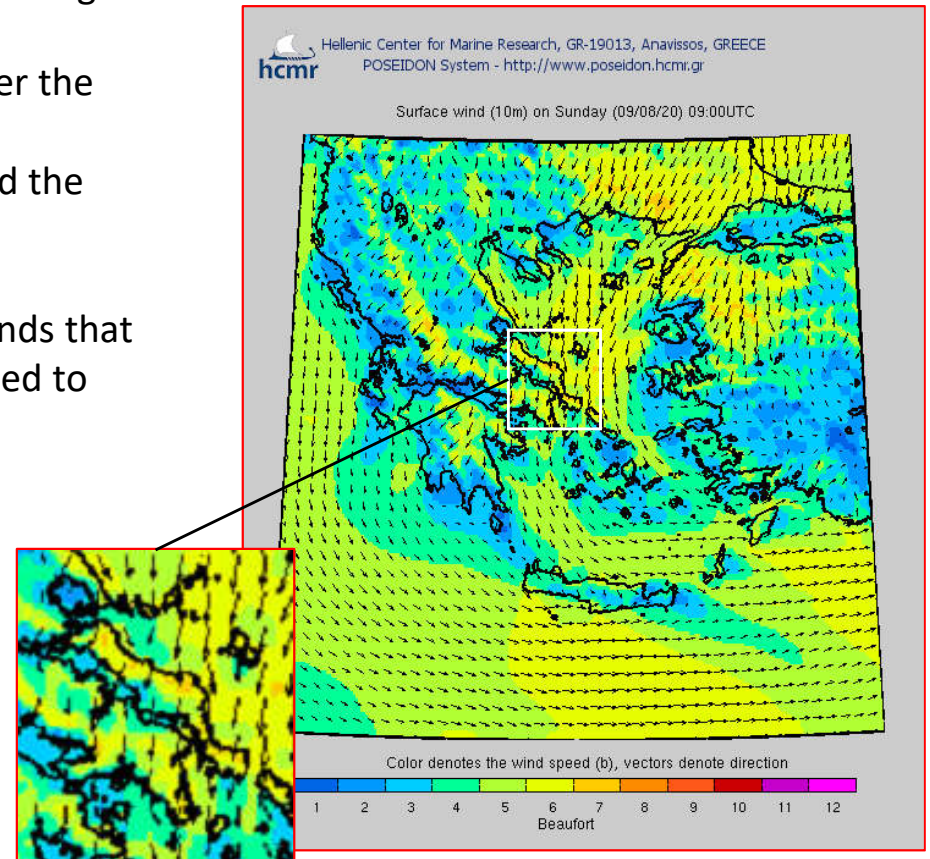 g
er the
d the
nds that
ed to
hcmr
Hellenic Center for Marine Research, GR-19013, Anavissos, GREECE
POSEIDON System - http://www.poseidon.hcmr.gr
Surface wind (10m) on Sunday (09/08/20) 09:00UTC
Color denotes the wind speed (b), vectors denote direction
1 2 3 4 5 6 7 8 9 10 11 12
Beaufort